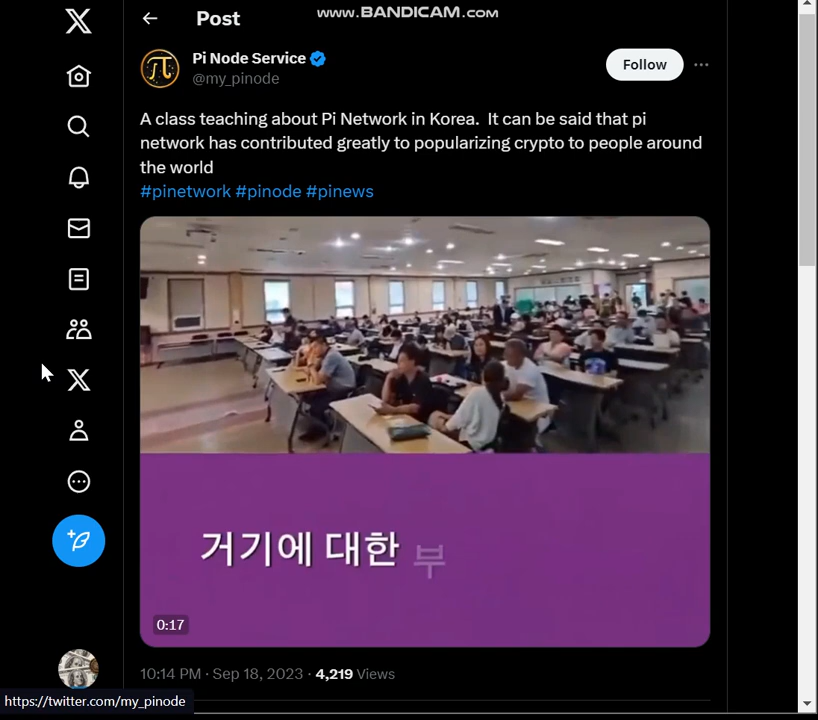 www.BANDICAM.com
Post
Pi Node Service
@my_pinode
Follow
A class teaching about Pi Network in Korea. It can be said that pi
network has contributed greatly to popularizing crypto to people around
the world
#pinetwork #pinode #pinews
거기에 대한 부
0:17
10:14 PM · Sep 18, 2023 · 4,219 Views
https://twitter.com/my_pinode